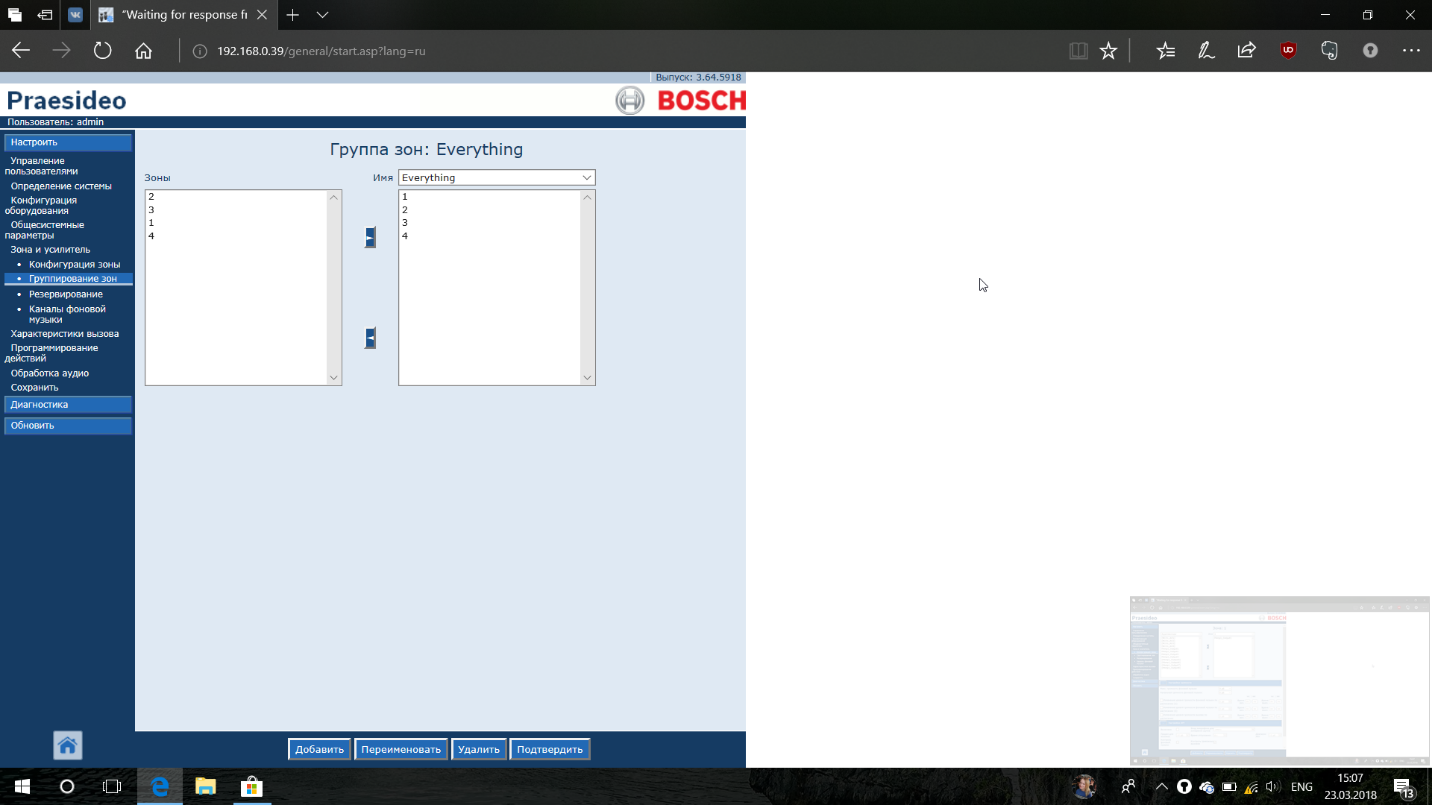 "Waiting for response fr
192.168.0.39/general/start.asp?lang=ru
Выпуск: 3.64.5918
Praesideo
BOSCH
Пользователь: admin
Настроить
Управление
пользователями
Определение системы
Конфигурация
оборудования
Общесистемные
параметры
Зона и усилитель
Конфигурация зоны
Группирование зон
Резервирование
Каналы фоновой
музыки
Характеристики вызова
Программирование
действий
Обработка аудио
Сохранить
Диагностика
Обновить
Группа зон: Everything
Зоны
Имя Everything
2
3
1
4
1
2
3
4
Добавить Переименовать Удалить Подтвердить
ENG
15:07
23.03.2018
13